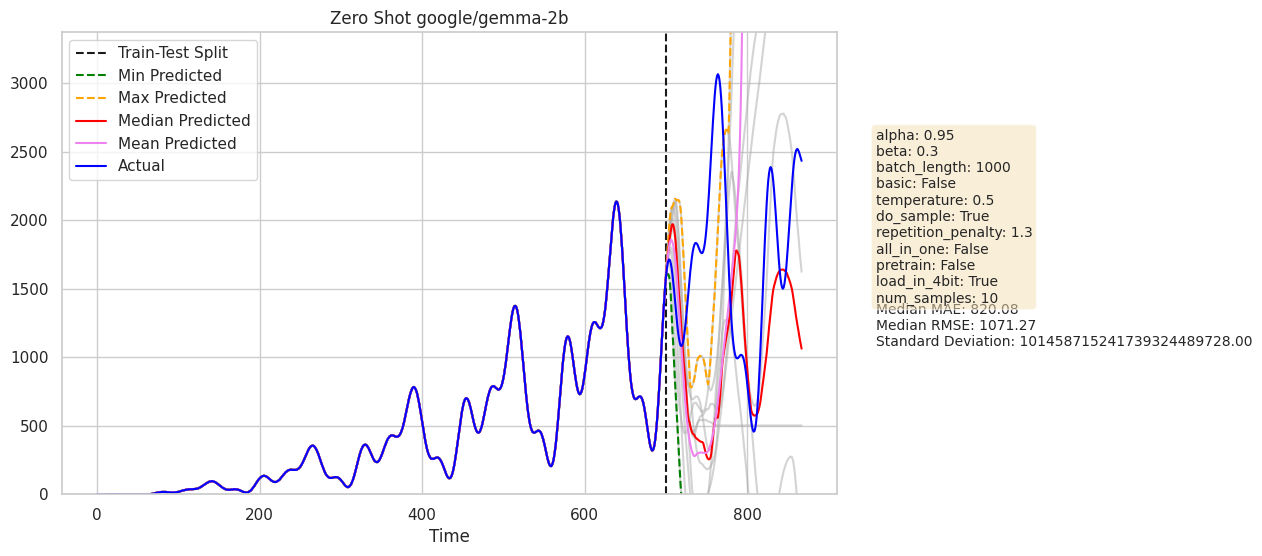 Zero Shot google/gemma-2b
Train-Test Split
Min Predicted
Max Predicted
Median Predicted
Mean Predicted
Actual
3000
2500
2000
1500
1000
500
0
0
200
400
600
800
Time
alpha: 0.95
beta: 0.3
batch_length: 1000
basic: False
temperature: 0.5
do_sample: True
repetition_penalty: 1.3
all_in_one: False
pretrain: False
load_in_4bit: True
num_samples: 10
Median MAE: 820.08
Median RMSE: 1071.27
Standard Deviation: 101458715241739324489728.00